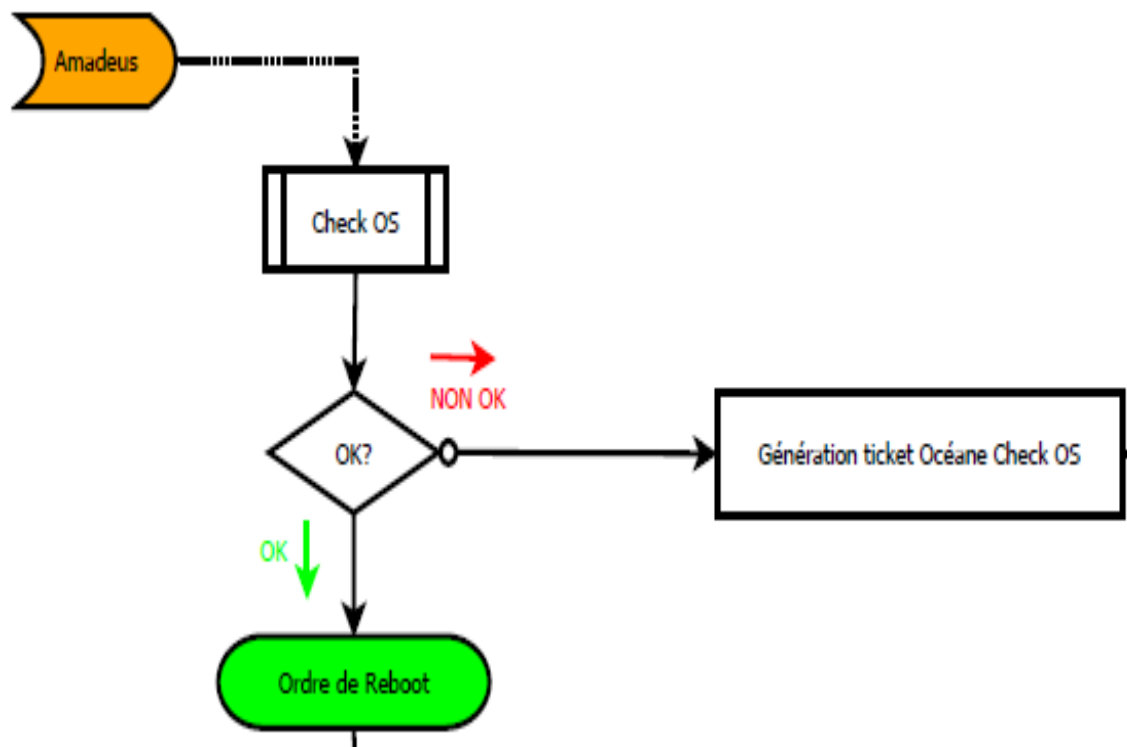 Amadeus
Check OS
NON OK
OK?
Génération ticket Océane Check OS
OK
Ordre de Reboot